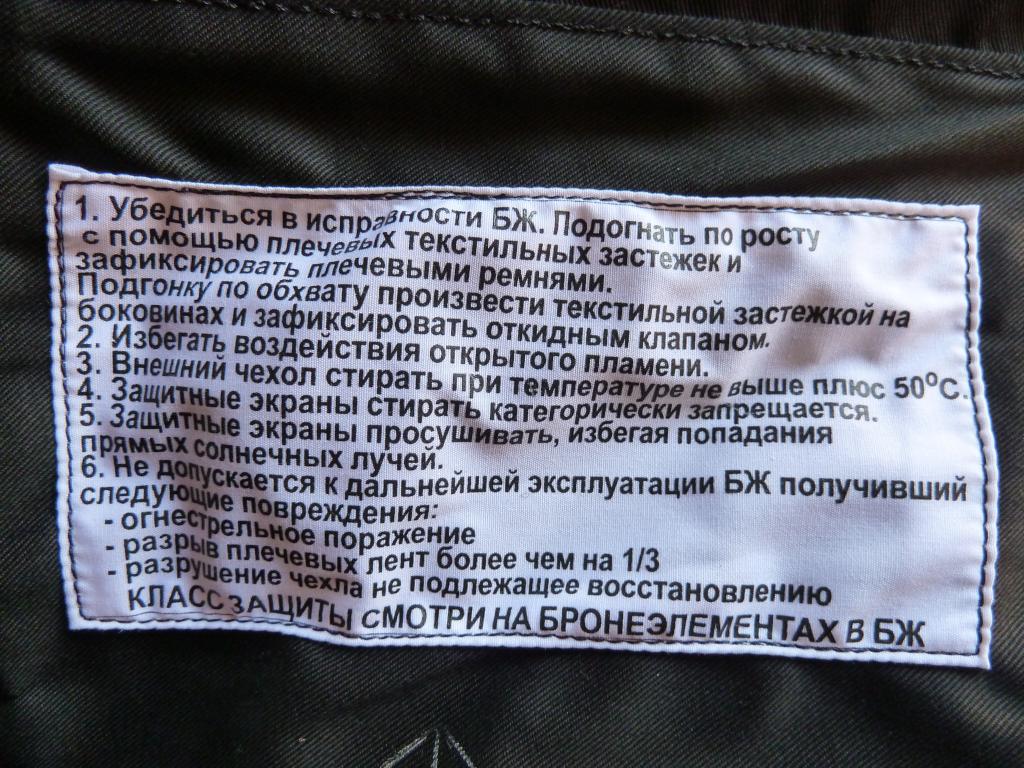 1. Убедиться в исправности БЖ. Подогнать по росту
с помощью плечевых текстильных застежек и
зафиксировать плечевыми ремнями.
Подгонку по обхвату произвести текстильной застежкой на
боковинах и зафиксировать откидным клапаном.
2. Избегать воздействия открытого пламени.
3. Внешний чехол стирать при температуре не выше плюс 50⁰С.
4. Защитные экраны стирать категорически запрещается.
5. Защитные экраны просушивать, избегая попадания
прямых солнечных лучей.
6. Не допускается к дальнейшей эксплуатации БЖ получивший
следующие повреждения:
- огнестрельное поражение
- разрыв плечевых лент более чем на 1/3
- разрушение чехла не подлежащее восстановлению
КЛАСС ЗАЩИТЫ СМОТРИ НА БРОНЕЭЛЕМЕНТАХ В БЖ